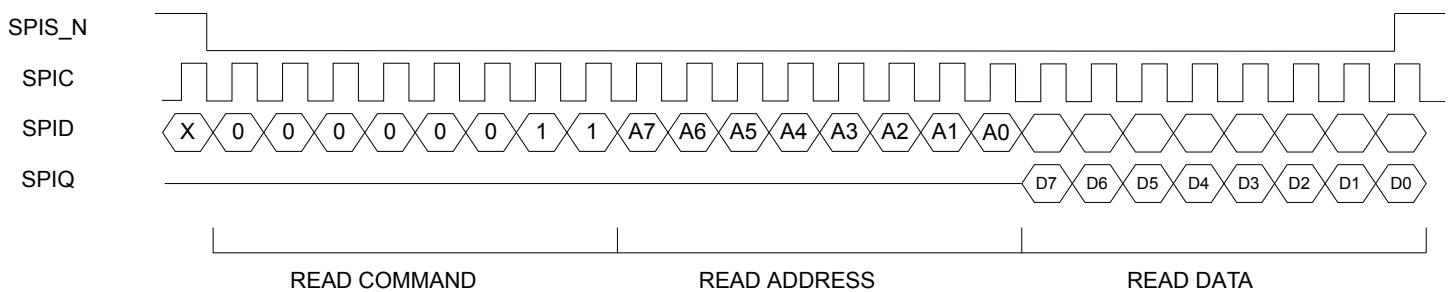 SPIS_N
SPIC
SPID X 0 0 0 0 0 0 1 1 A7 A6 A5 A4 A3 A2 A1 A0
SPIQ D7 D6 D5 D4 D3 D2 D1 D0
READ COMMAND READ ADDRESS READ DATA